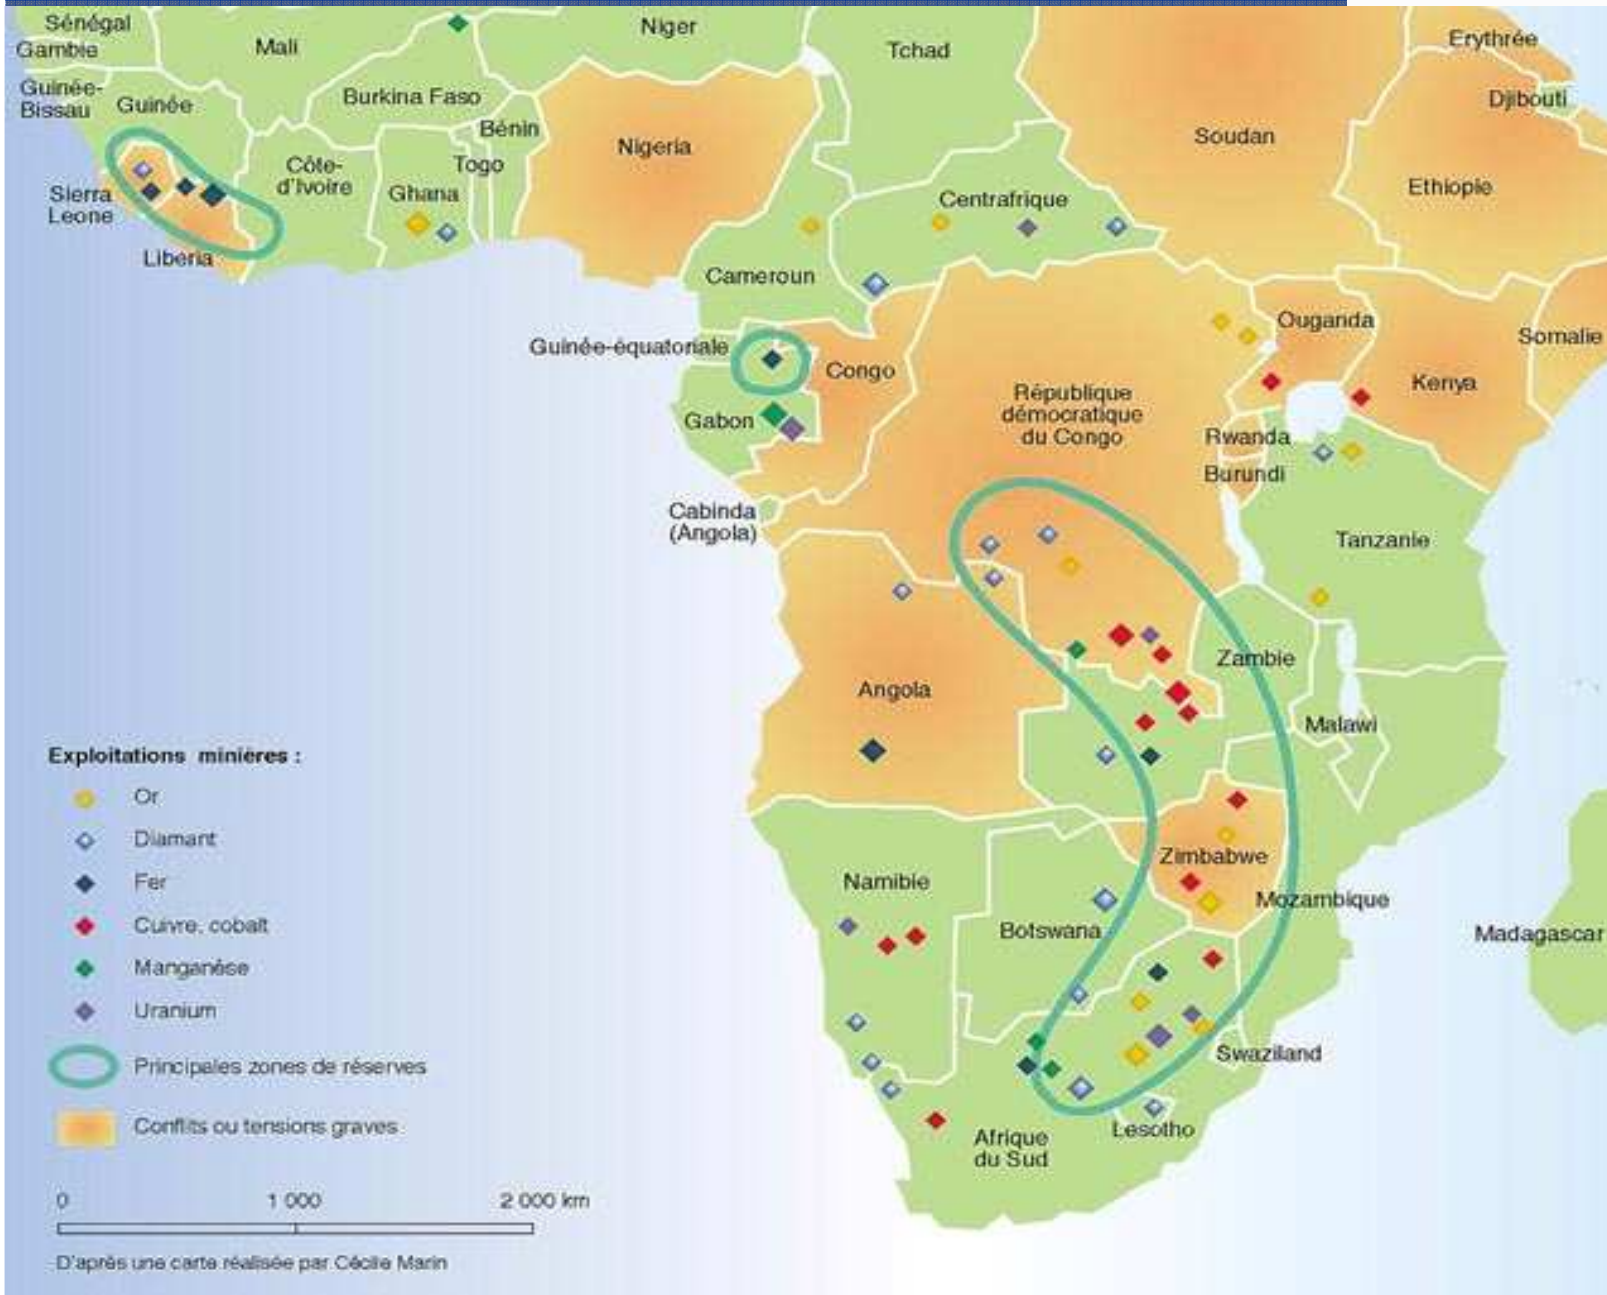 Sénégal
Gambie
Mali
Niger
Tchad
Erythrée
Guinée-
Bissau
Guinée
Burkina Faso
Bénin
Djibouti
Nigeria
Soudan
Côte-
d'Ivoire
Togo
Ghana
Sierra
Leone
Centrafrique
Ethiopie
Liberia
Cameroun
Guinée-équatoriale
Congo
Ouganda
Somalie
République
démocratique
du Congo
Kenya
Gabon
Rwanda
Burundi
Cabinda
(Angola)
Tanzanie
Zambie
Angola
Malawi
Zimbabwe
Namibie
Mozambique
Botswana
Madagascar
Swaziland
Lesotho
Afrique
du Sud
Exploitations minières :
Or
Diamant
Fer
Cuivre, cobalt
Manganèse
Uranium
Principales zones de réserves
Conflits ou tensions graves
0 1 000 2 000 km
D'après une carte réalisée par Cécile Marin